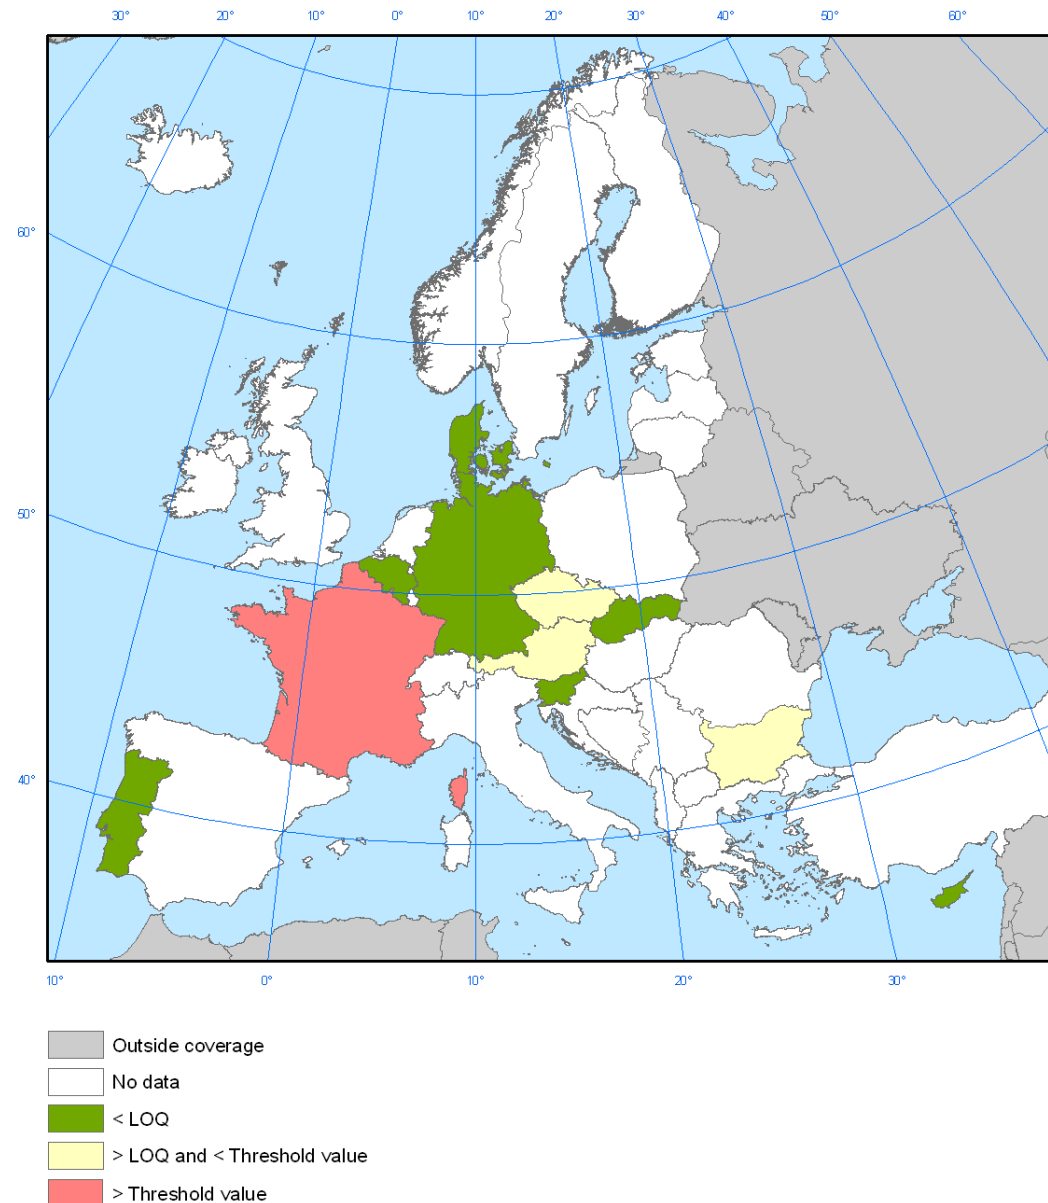 30° 20° 10° 0° 10° 20° 30° 40° 50° 60°
60°
50°
40°
10° 0° 10° 20° 30°
Outside coverage
No data
< LOQ
> LOQ and < Threshold value
> Threshold value